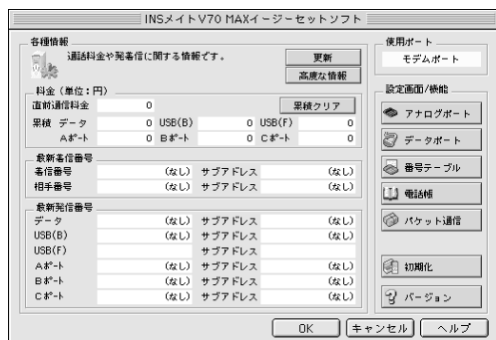 INSメイトV70 MAXイージーセットソフト
各種情報
通話料金や発着信に関する情報です。
更新
高度な情報
料金(単位:円)
直前通信料金 0 累積クリア
累積 データ 0 USB(B) 0 USB(F) 0
Aポート 0 Bポート 0 Cポート 0
最新着信番号
着信番号 (なし) サブアドレス (なし)
相手番号 (なし) サブアドレス (なし)
最新発信番号
データ (なし) サブアドレス (なし)
USB(B) (なし) サブアドレス (なし)
USB(F) サブアドレス
Aポート (なし) サブアドレス (なし)
Bポート (なし) サブアドレス (なし)
Cポート (なし) サブアドレス (なし)
使用ポート
モデムポート
設定画面/機能
アナログポート
データポート
番号テーブル
電話帳
パケット通信
初期化
バージョン
OK キャンセル ヘルプ